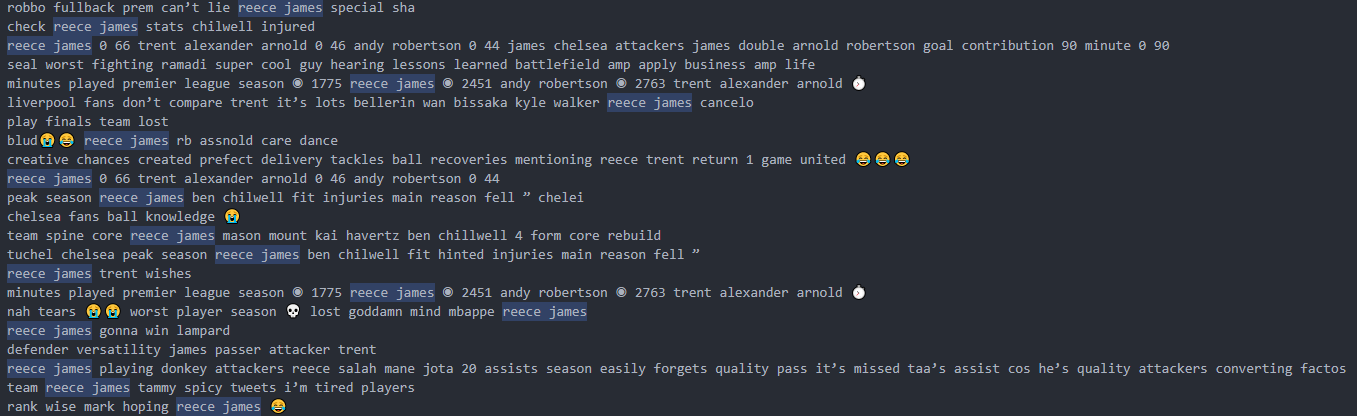 robbo fullback prem can’t lie reece james special sha
check reece james stats chilwell injured
reece james 0 66 trent alexander arnold 0 46 andy robertson 0 44 james chelsea attackers james double arnold robertson goal contribution 90 minute 0 90
seal worst fighting ramadi super cool guy hearing lessons learned battlefield amp apply business amp life
minutes played premier league season ◉ 1775 reece james ◉ 2451 andy robertson ◉ 2763 trent alexander arnold ⏱
liverpool fans don’t compare trent it’s lots bellerin wan bissaka kyle walker reece james cancelo
play finals team lost
blud😭😂 reece james rb assnold care dance
creative chances created prefect delivery tackles ball recoveries mentioning reece trent return 1 game united 😂😂😂
reece james 0 66 trent alexander arnold 0 46 andy robertson 0 44
peak season reece james ben chilwell fit injuries main reason fell ” chelei
chelsea fans ball knowledge 😭
team spine core reece james mason mount kai havertz ben chillwell 4 form core rebuild
tuchel chelsea peak season reece james ben chilwell fit hinted injuries main reason fell ”
reece james trent wishes
minutes played premier league season ◉ 1775 reece james ◉ 2451 andy robertson ◉ 2763 trent alexander arnold ⏱
nah tears 😭😭 worst player season 💀 lost goddamn mind mbappe reece james
reece james gonna win lampard
defender versatility james passer attacker trent
reece james playing donkey attackers reece salah mane jota 20 assists season easily forgets quality pass it’s missed taa’s assist cos he’s quality attackers converting factos
team reece james tammy spicy tweets i’m tired players
rank wise mark hoping reece james 😂